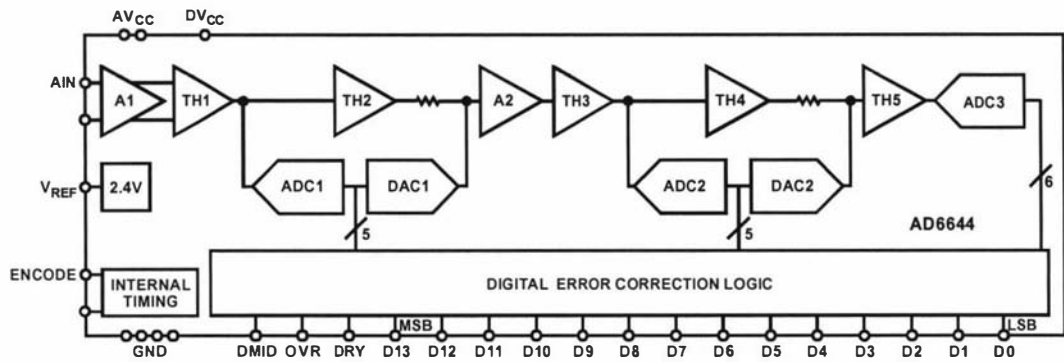 AVCC DVCC
AIN
A1 TH1 TH2 A2 TH3 TH4 TH5 ADC3
VREF 2.4V ADC1 DAC1 ADC2 DAC2 6
5 5 AD6644
ENCODE
INTERNAL
TIMING
DIGITAL ERROR CORRECTION LOGIC
MSB LSB
GND DMID OVR DRY D13 D12 D11 D10 D9 D8 D7 D6 D5 D4 D3 D2 D1 D0